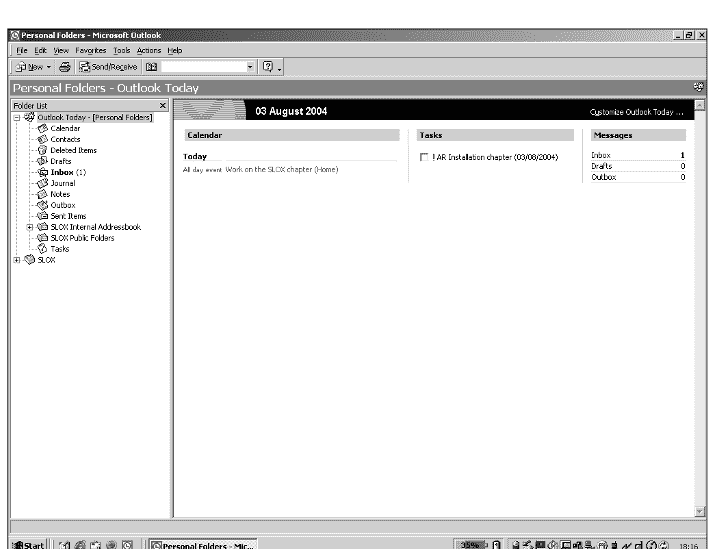 Personal Folders - Microsoft Outlook
File Edit View Favorites Tools Actions Help
New Send/Receive
Personal Folders - Outlook Today
Folder List
Outlook Today - [Personal Folders]
Calendar
Contacts
Deleted Items
Drafts
Inbox (1)
Journal
Notes
Outbox
Sent Items
SLOX Internal Addressbook
SLOX Public Folders
Tasks
SLOX
03 August 2004
Customize Outlook Today ...
Calendar
Today
All day event Work on the SLOX chapter (Home)
Tasks
! AR Installation chapter (03/08/2004)
Messages
Inbox 1
Drafts 0
Outbox 0
Start Personal Folders - Mic... 35% 18:16